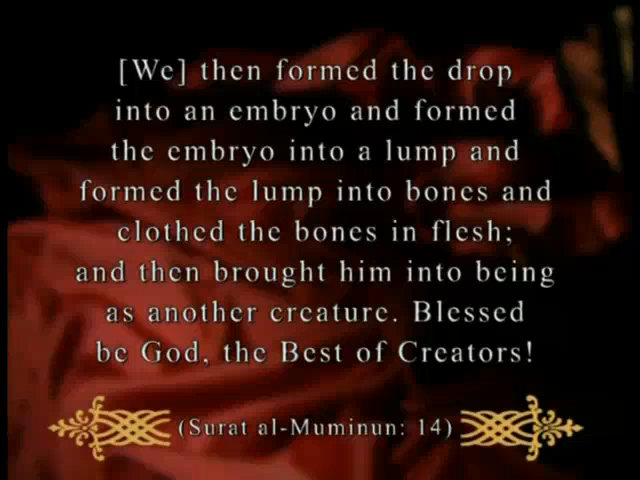 [We] then formed the drop
into an embryo and formed
the embryo into a lump and
formed the lump into bones and
clothed the bones in flesh;
and then brought him into being
as another creature. Blessed
be God, the Best of Creators!
(Surat al-Muminun: 14)